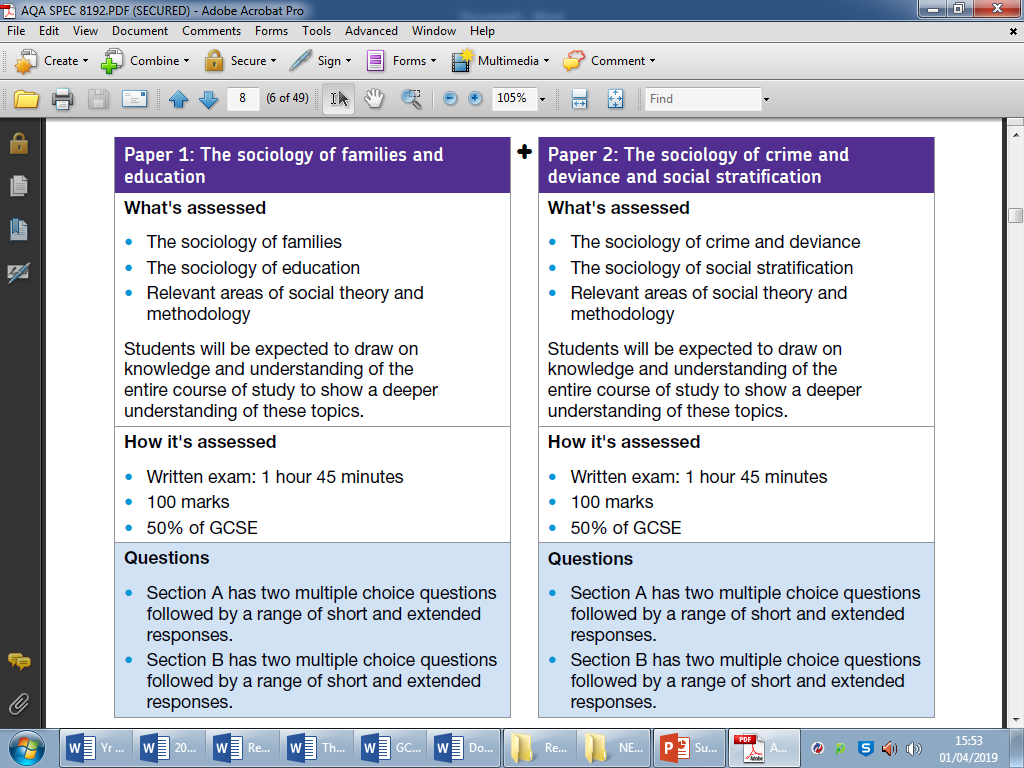 AQA SPEC 8192.PDF (SECURED) - Adobe Acrobat Pro
File Edit View Document Comments Forms Tools Advanced Window Help
Create Combine Secure Sign Forms Multimedia Comment
8 (6 of 49) 105% Find
Paper 1: The sociology of families and
education
What's assessed
• The sociology of families
• The sociology of education
• Relevant areas of social theory and
methodology
Students will be expected to draw on
knowledge and understanding of the
entire course of study to show a deeper
understanding of these topics.
How it's assessed
• Written exam: 1 hour 45 minutes
• 100 marks
• 50% of GCSE
Questions
• Section A has two multiple choice questions
followed by a range of short and extended
responses.
• Section B has two multiple choice questions
followed by a range of short and extended
responses.
+
Paper 2: The sociology of crime and
deviance and social stratification
What's assessed
• The sociology of crime and deviance
• The sociology of social stratification
• Relevant areas of social theory and
methodology
Students will be expected to draw on
knowledge and understanding of the
entire course of study to show a deeper
understanding of these topics.
How it's assessed
• Written exam: 1 hour 45 minutes
• 100 marks
• 50% of GCSE
Questions
• Section A has two multiple choice questions
followed by a range of short and extended
responses.
• Section B has two multiple choice questions
followed by a range of short and extended
responses.
Yr ... 20... Re... Th... GC... Do... Re... NE... Su... A... 15:53
01/04/2019